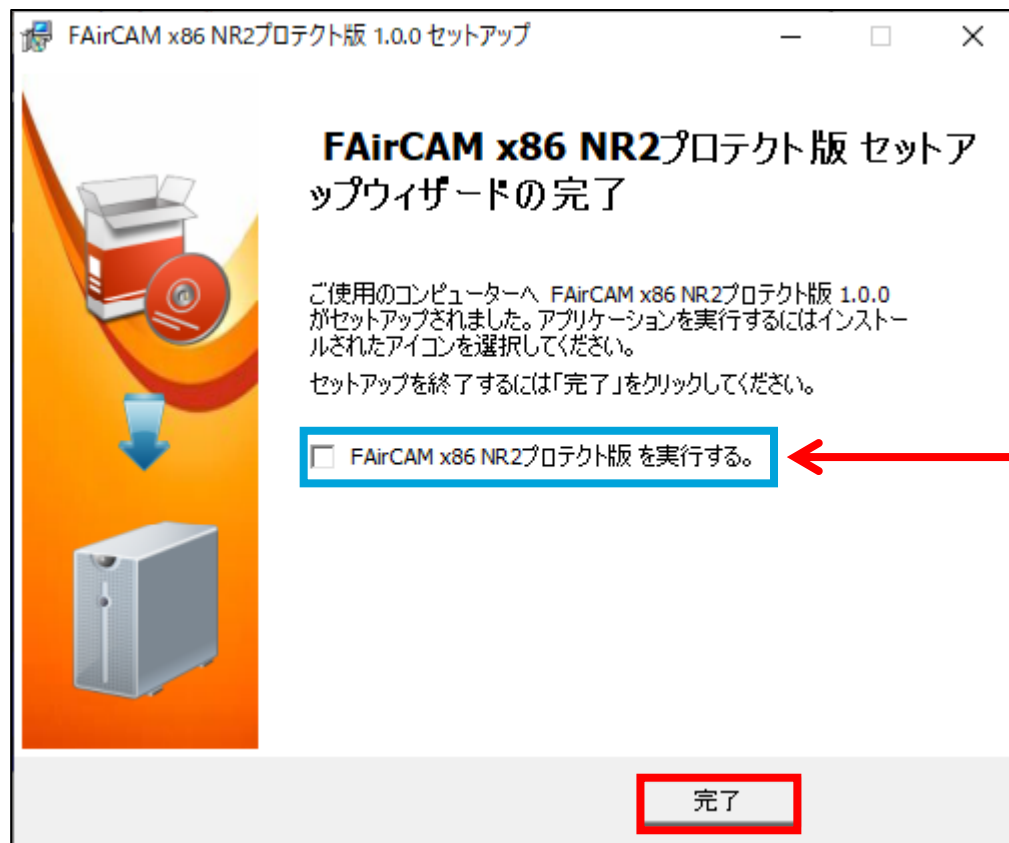 FAirCAM x86 NR2プロテクト版 1.0.0 セットアップ
FAirCAM x86 NR2プロテクト版 セットア
ップウィザードの完了
ご使用のコンピューターへ FAirCAM x86 NR2プロテクト版 1.0.0
がセットアップされました。アプリケーションを実行するにはインストー
ルされたアイコンを選択してください。
セットアップを終了するには「完了」をクリックしてください。
FAirCAM x86 NR2プロテクト版 を実行する。
完了